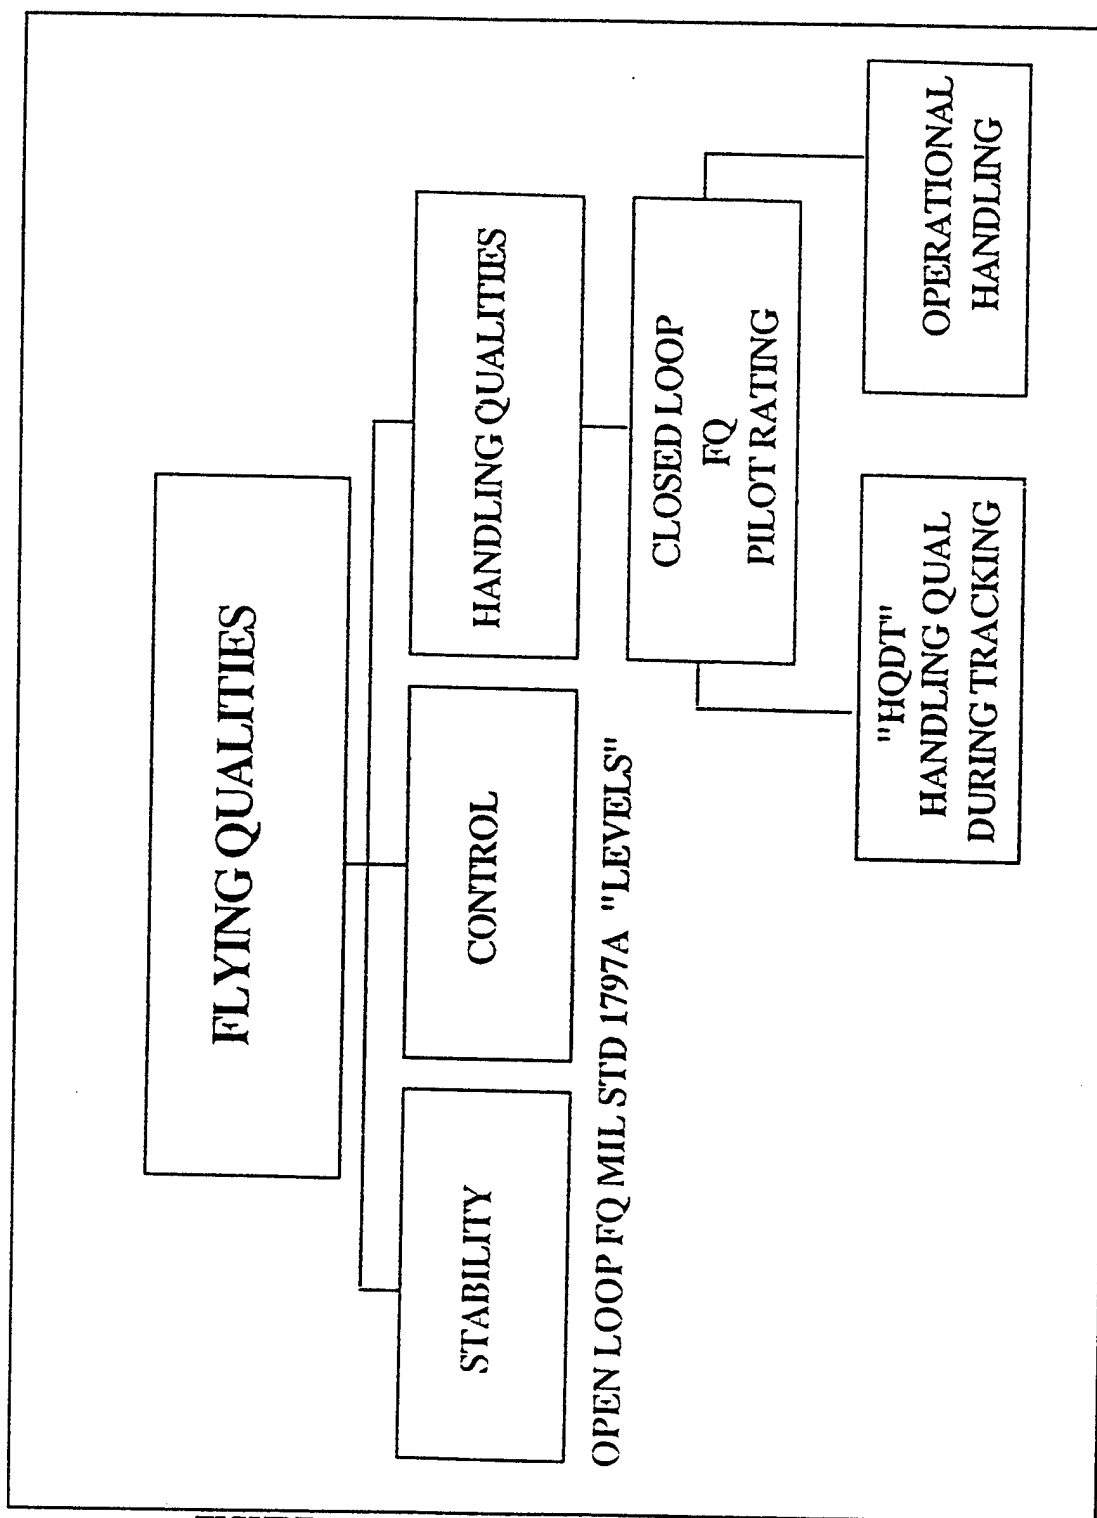 FLYING QUALITIES
STABILITY
CONTROL
HANDLING QUALITIES
OPEN LOOP FQ MIL STD 1797A "LEVELS"
CLOSED LOOP
FQ
PILOT RATING
"HQDT"
HANDLING QUAL
DURING TRACKING
OPERATIONAL
HANDLING